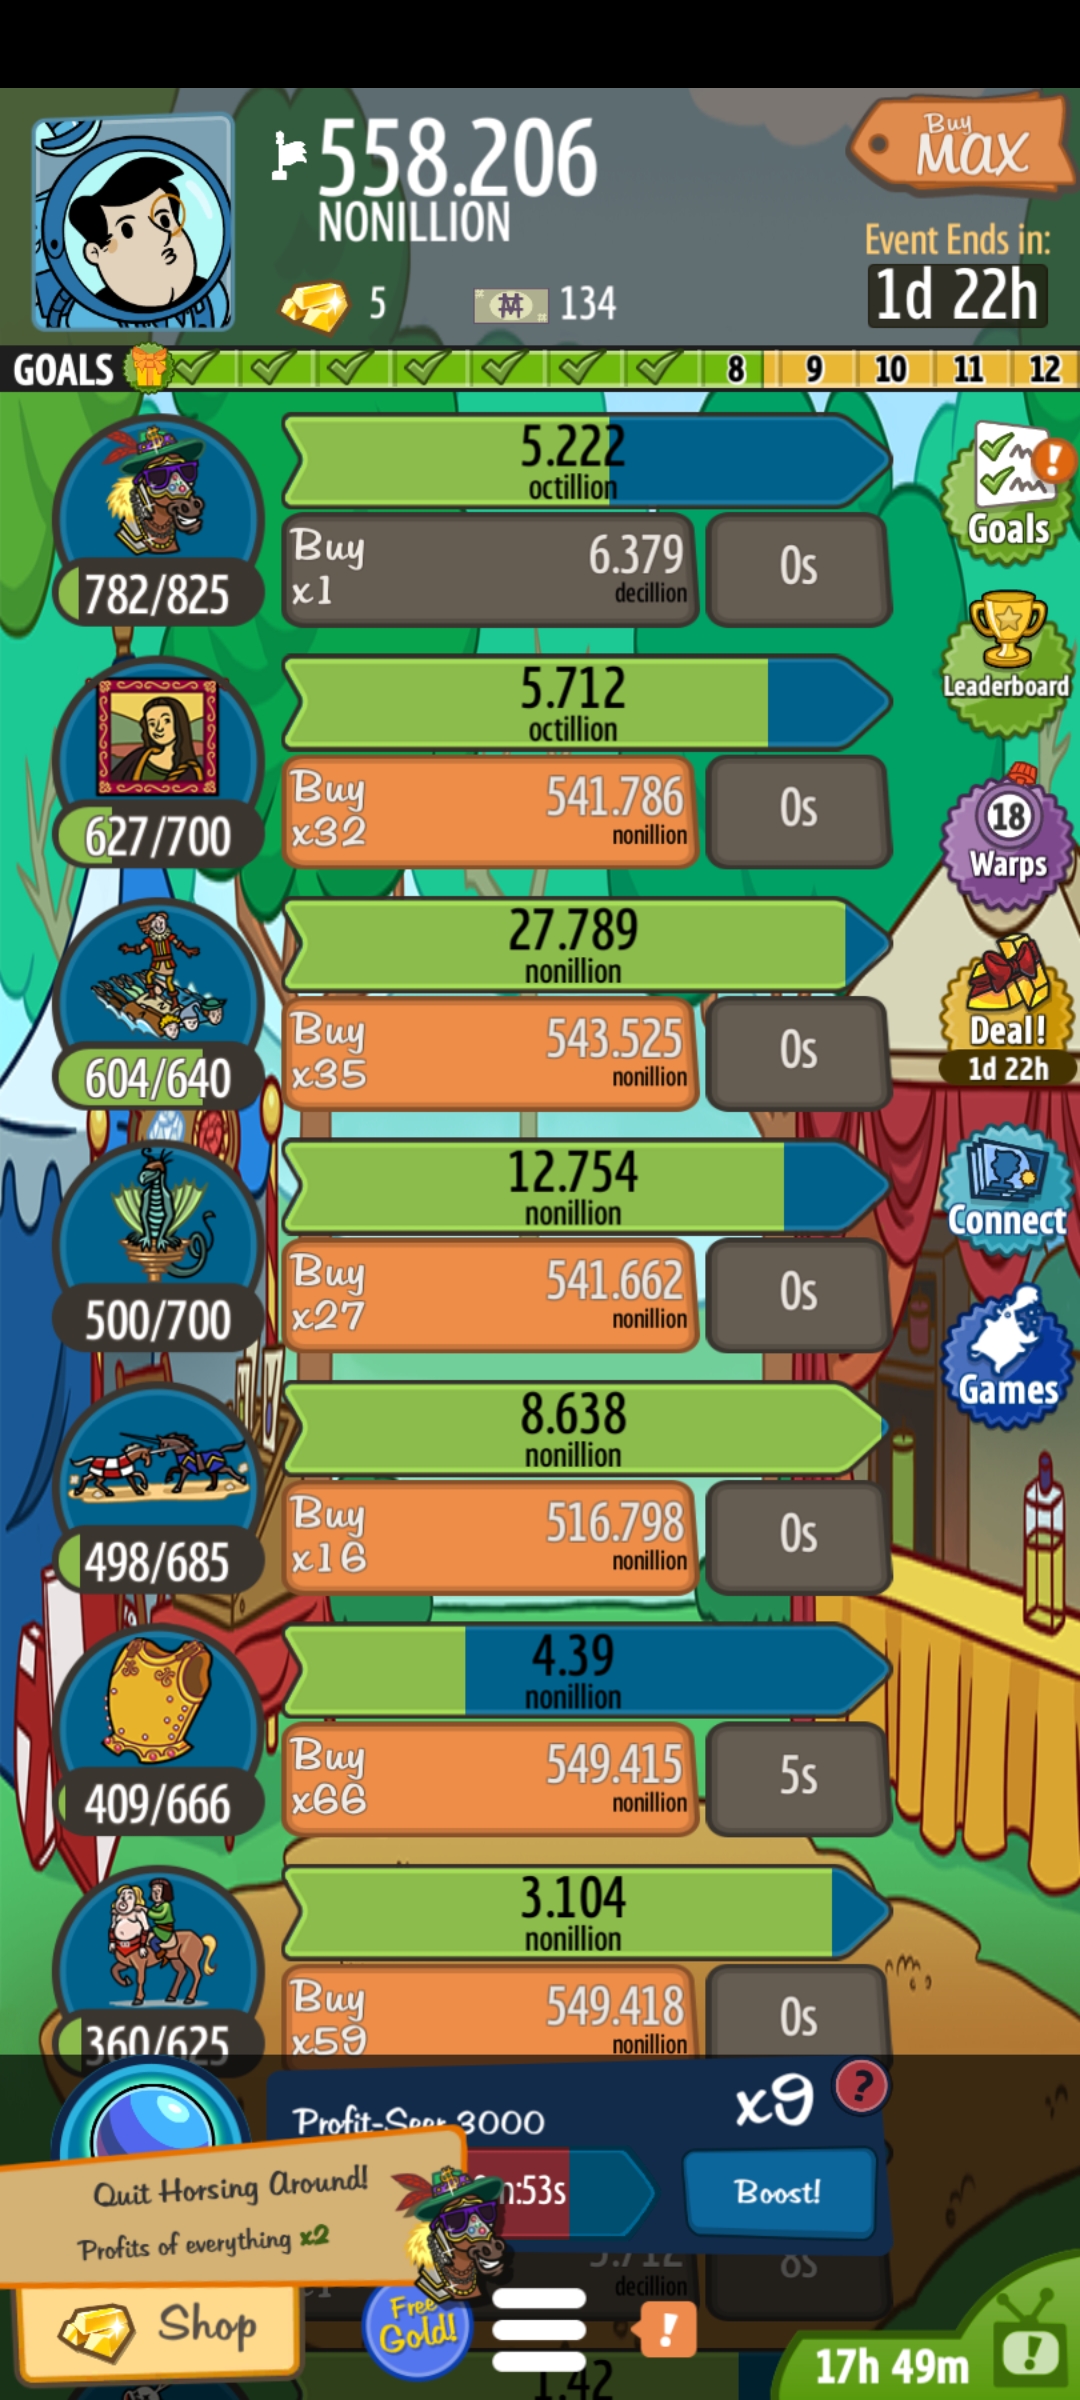 558.206
NONILLION
5
134
Buy
MAX
Event Ends in:
1d 22h
GOALS
8
9
10
11
12
5.222
octillion
Buy
x1
6.379
decillion
0s
782/825
Goals
Leaderboard
5.712
octillion
Buy
x32
541.786
nonillion
0s
627/700
18
Warps
27.789
nonillion
Buy
x35
543.525
nonillion
0s
604/640
Deal!
1d 22h
12.754
nonillion
Buy
x27
541.662
nonillion
0s
500/700
Connect
8.638
nonillion
Buy
x16
516.798
nonillion
0s
498/685
Games
4.39
nonillion
Buy
x66
549.415
nonillion
5s
409/666
3.104
nonillion
Buy
x59
549.418
nonillion
0s
360/625
Profit-Seer 3000
x9
?
:53s
Boost!
Quit Horsing Around!
Profits of everything x2
decillion
8s
Shop
Free
Gold!
!
1.42
17h 49m
!